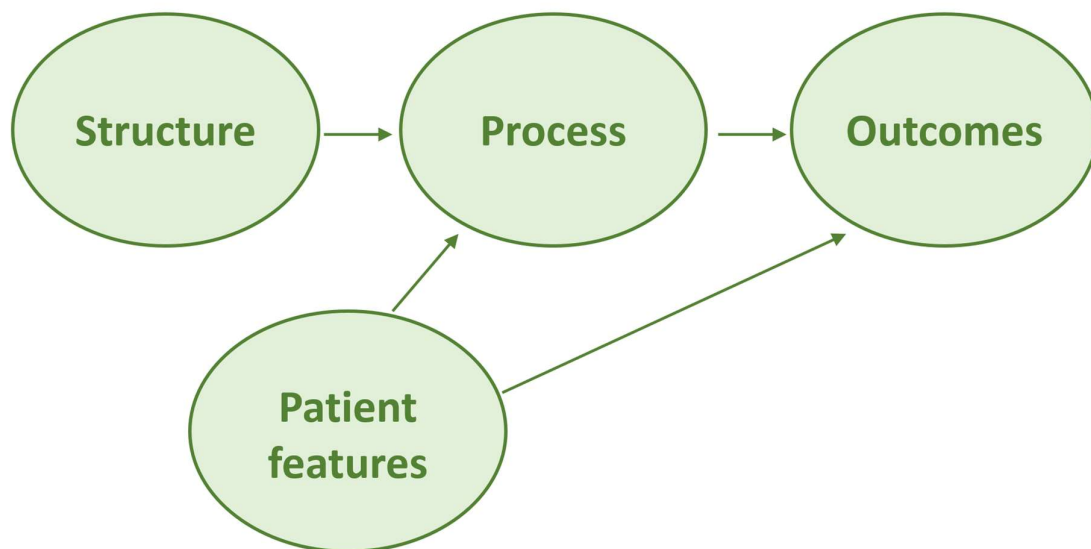 Structure
Process
Outcomes
Patient
features